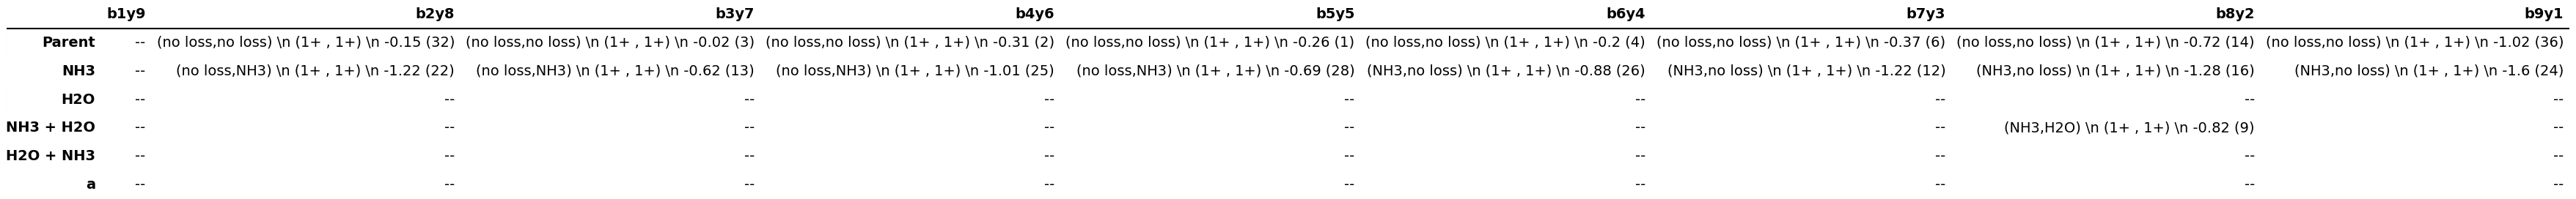 b1y9 b2y8 b3y7 b4y6 b5y5 b6y4 b7y3 b8y2 b9y1
Parent -- (no loss,no loss) \n (1+ , 1+) \n -0.15 (32) (no loss,no loss) \n (1+ , 1+) \n -0.02 (3) (no loss,no loss) \n (1+ , 1+) \n -0.31 (2) (no loss,no loss) \n (1+ , 1+) \n -0.26 (1) (no loss,no loss) \n (1+ , 1+) \n -0.2 (4) (no loss,no loss) \n (1+ , 1+) \n -0.37 (6) (no loss,no loss) \n (1+ , 1+) \n -0.72 (14) (no loss,no loss) \n (1+ , 1+) \n -1.02 (36)
NH3 -- (no loss,NH3) \n (1+ , 1+) \n -1.22 (22) (no loss,NH3) \n (1+ , 1+) \n -0.62 (13) (no loss,NH3) \n (1+ , 1+) \n -1.01 (25) (no loss,NH3) \n (1+ , 1+) \n -0.69 (28) (NH3,no loss) \n (1+ , 1+) \n -0.88 (26) (NH3,no loss) \n (1+ , 1+) \n -1.22 (12) (NH3,no loss) \n (1+ , 1+) \n -1.28 (16) (NH3,no loss) \n (1+ , 1+) \n -1.6 (24)
H2O -- -- -- -- -- -- -- -- --
NH3 + H2O -- -- -- -- -- -- -- (NH3,H2O) \n (1+ , 1+) \n -0.82 (9) --
H2O + NH3 -- -- -- -- -- -- -- -- --
a -- -- -- -- -- -- -- -- --